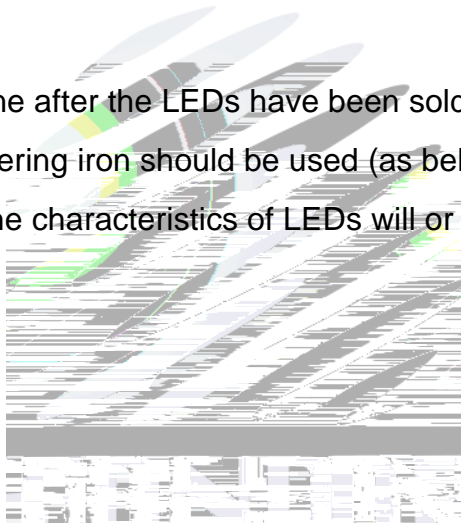 ne after the LEDs have been sold
ering iron should be used (as bel
ne characteristics of LEDs will or